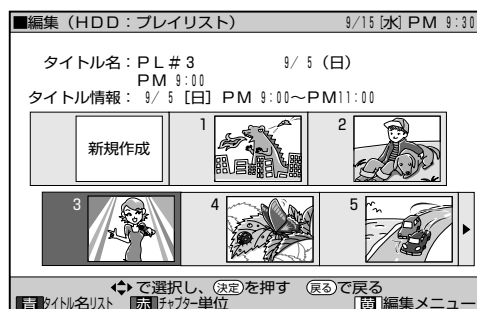 ■編集（HDD：プレイリスト） 9/15[水]PM 9:30
タイトル名：PL＃3 9/ 5（日）
PM 9:00
タイトル情報： 9/ 5［日］PM 9:00～PM11:00
新規作成 1 2
3 4 5
で選択し、決定を押す 戻るで戻る
青 タイトル名リスト 赤 チャプター単位 黄 編集メニュー